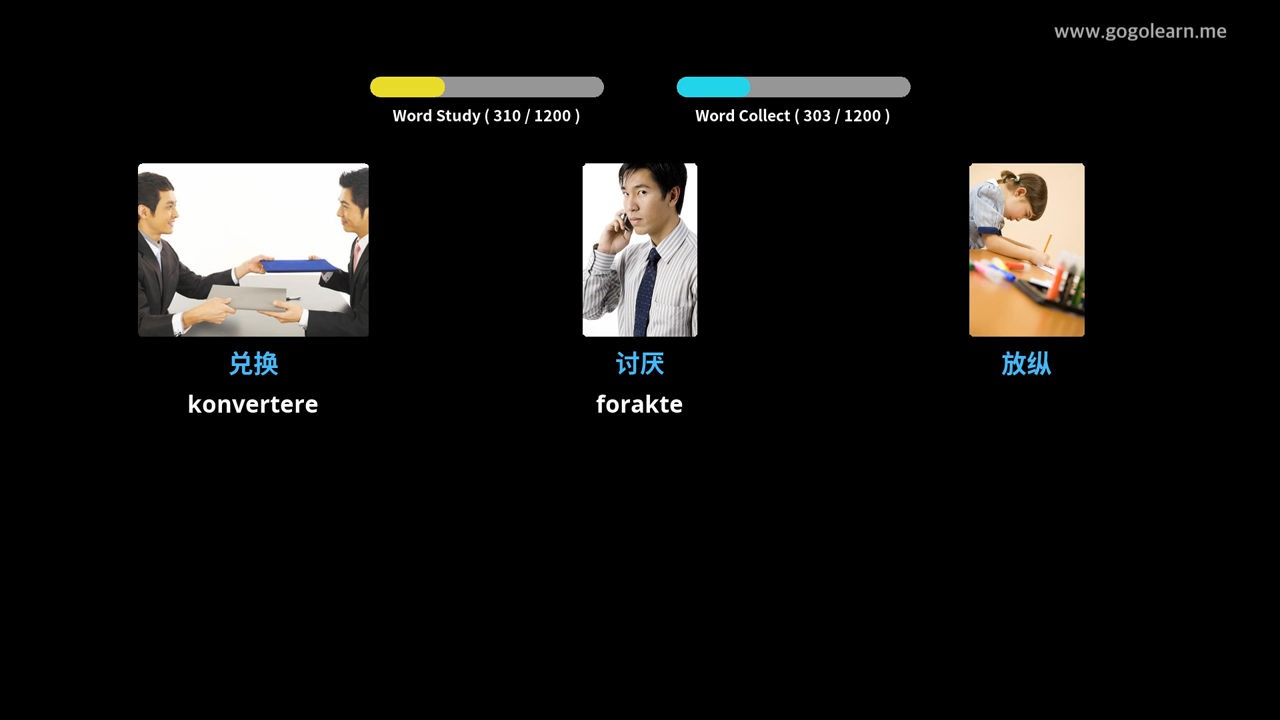 www.gogolearn.me
Word Study ( 310 / 1200 )
Word Collect ( 303 / 1200 )
兑换
讨厌
放纵
konvertere
forakte